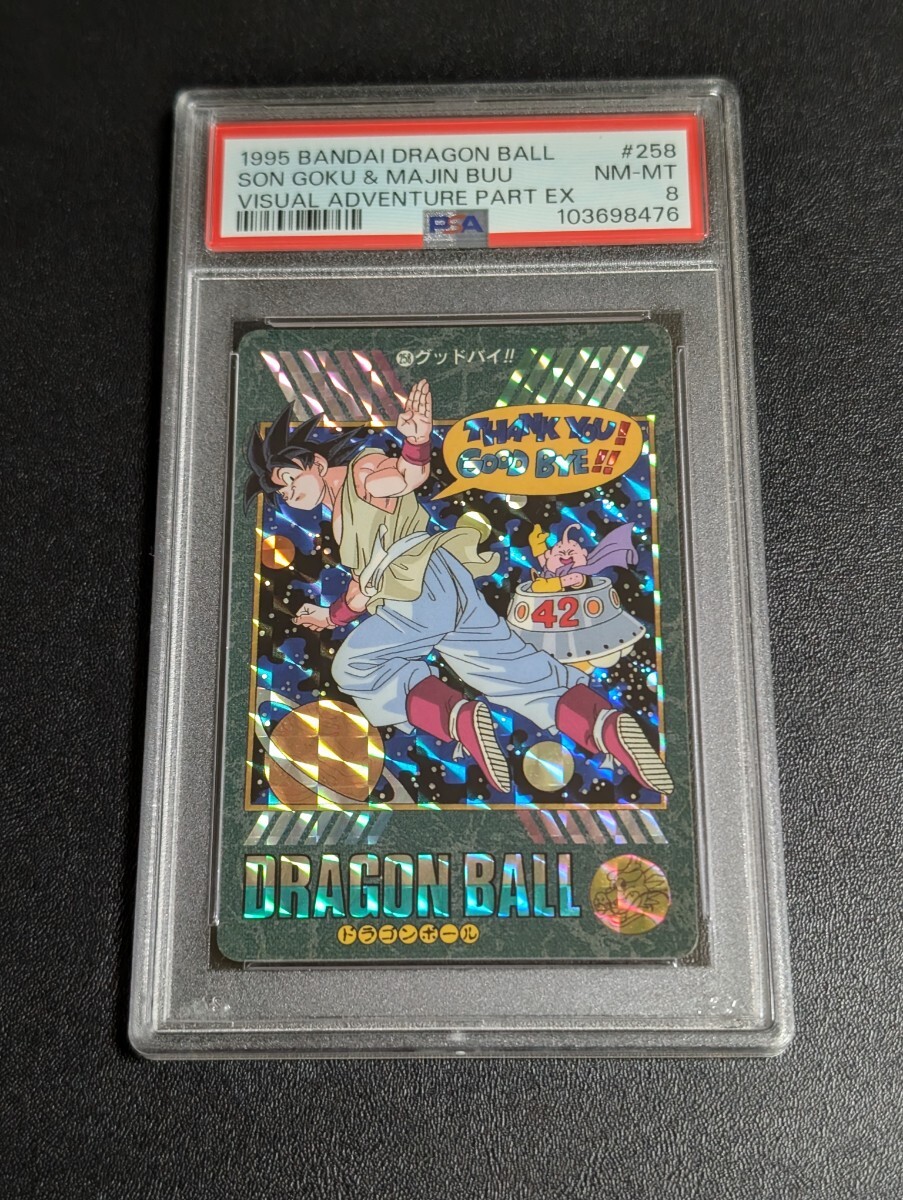 1995 BANDAI DRAGON BALL #258
SON GOKU & MAJIN BUU NM-MT
VISUAL ADVENTURE PART EX 8
PSA 103698476
258 グッドバイ!!
THANK YOU!
GOOD BYE!!
42
DRAGON BALL
ドラゴンボール